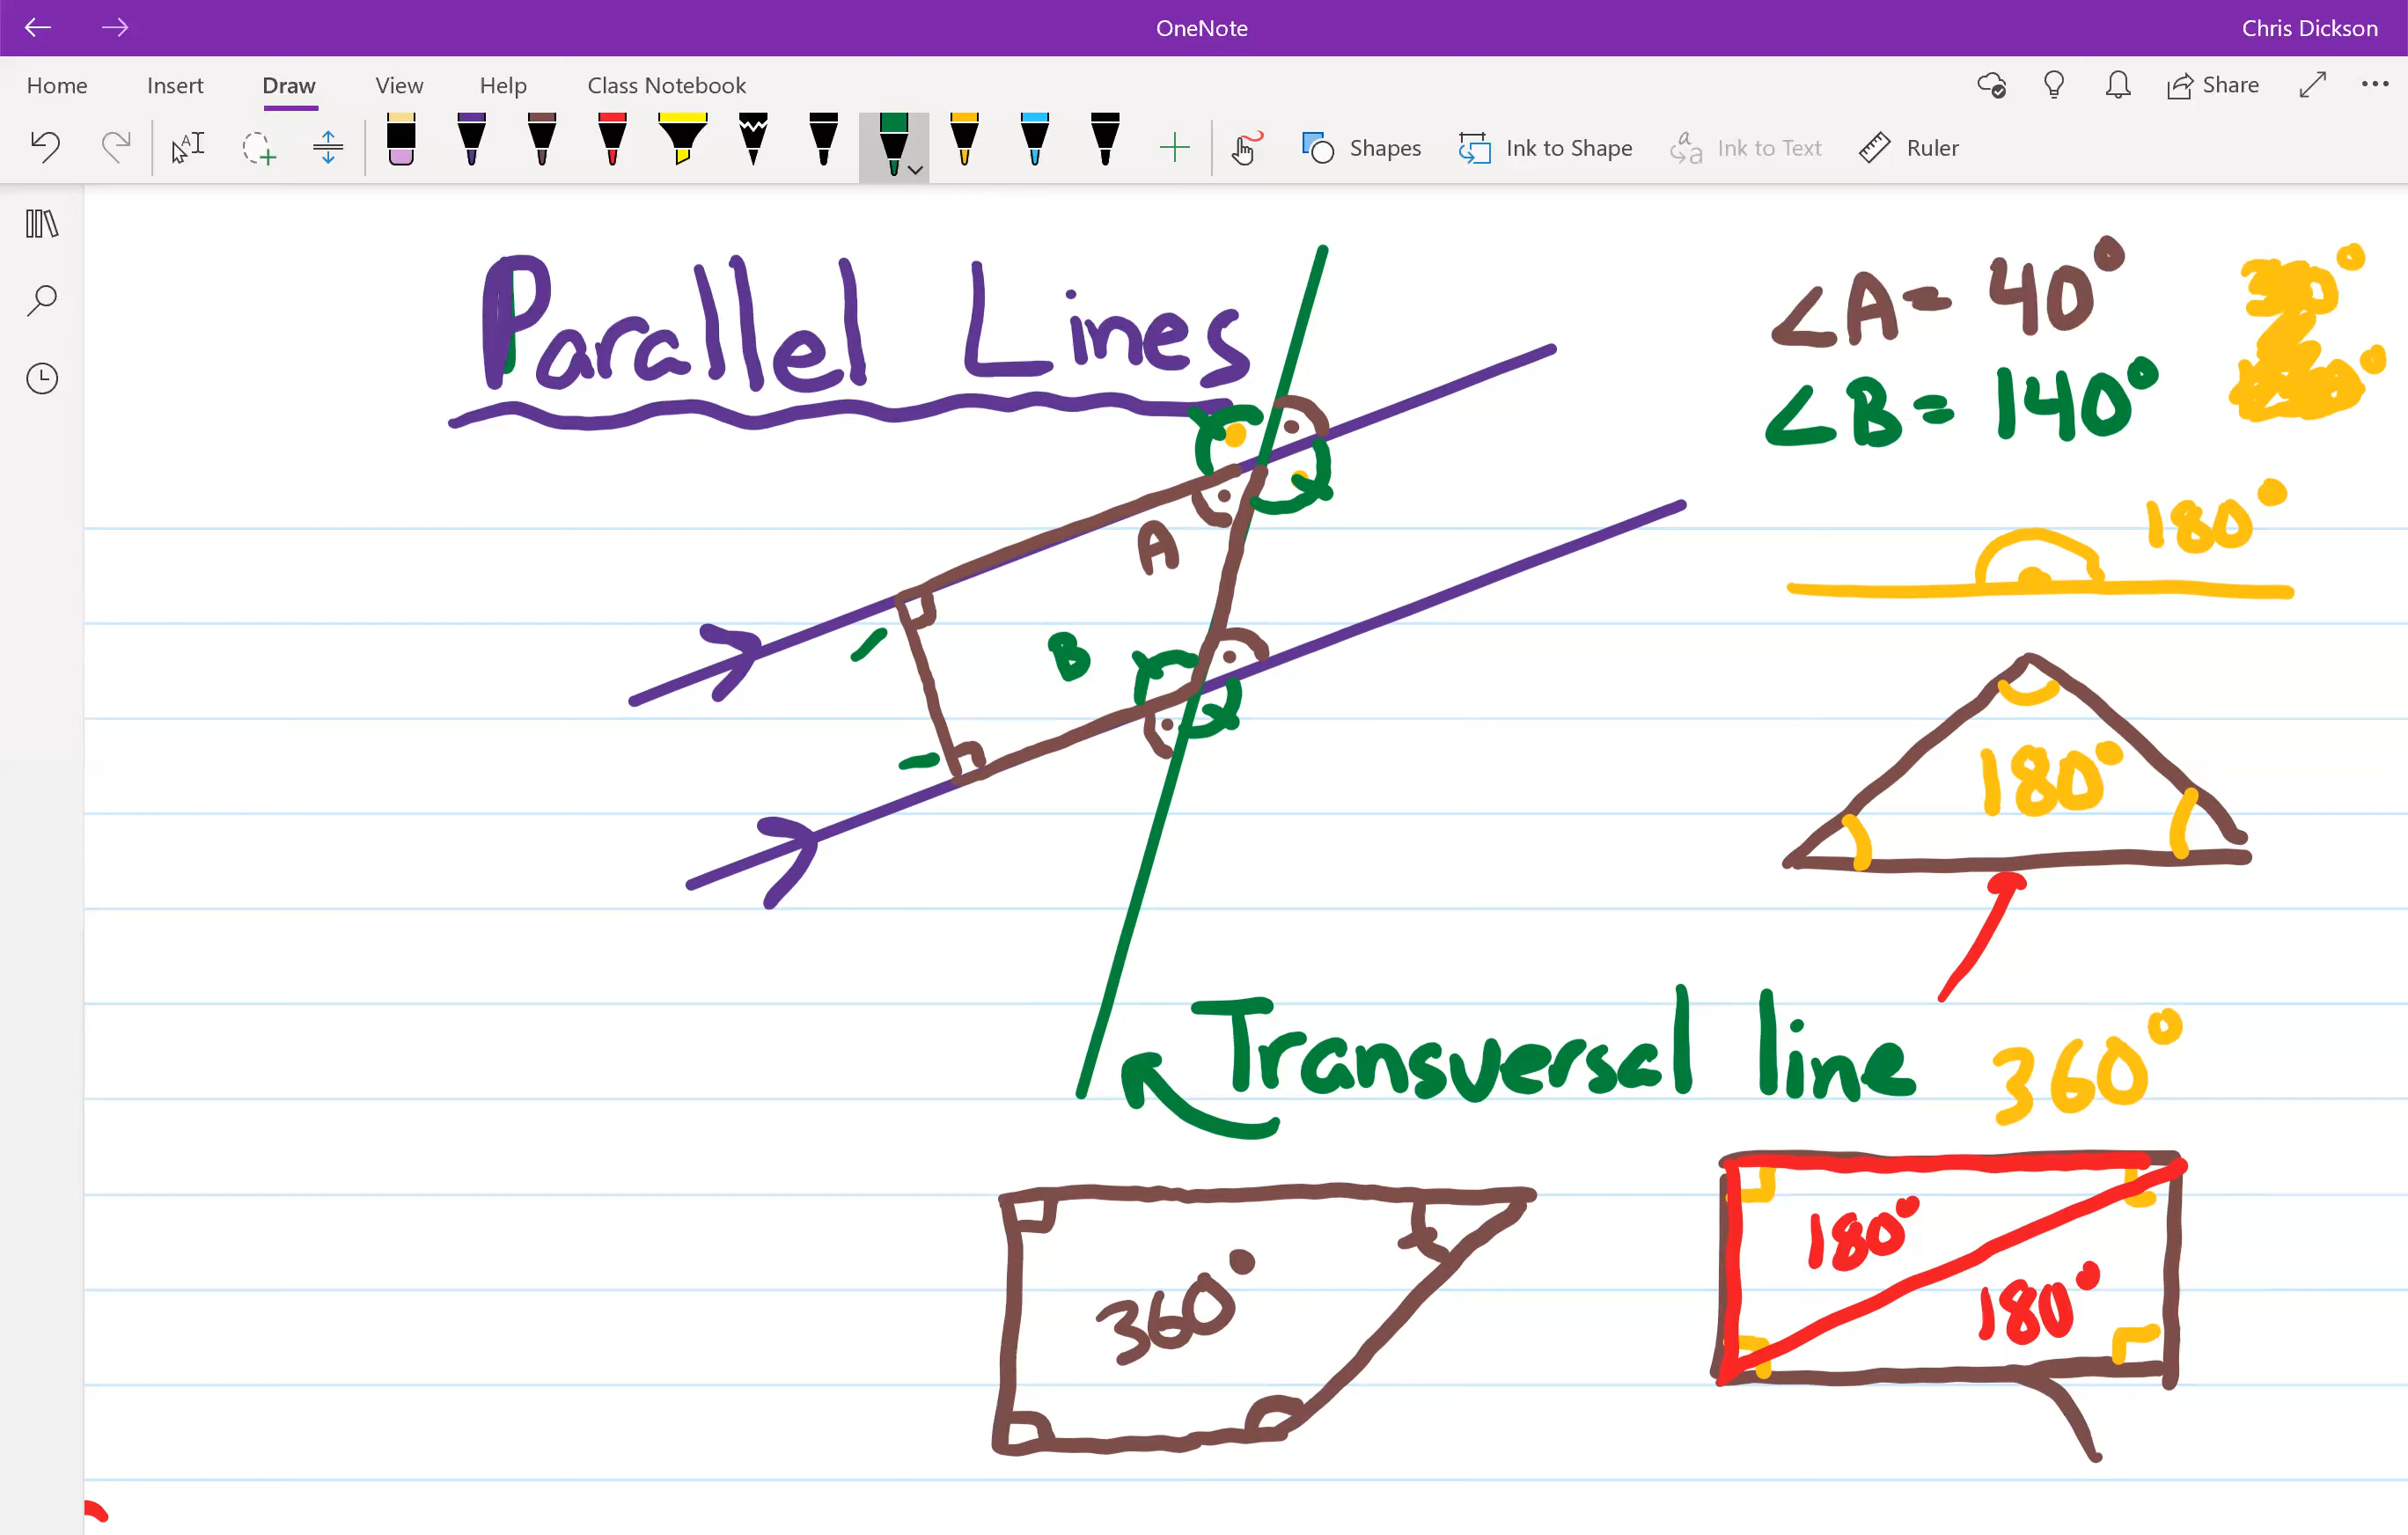 OneNote
Chris Dickson
Home Insert Draw View Help Class Notebook
Share
Shapes Ink to Shape Ink to Text Ruler
Parallel Lines
∠A = 40°
∠B = 140°
180°
A
B
180°
Transversal line
360°
360°
180°
180°